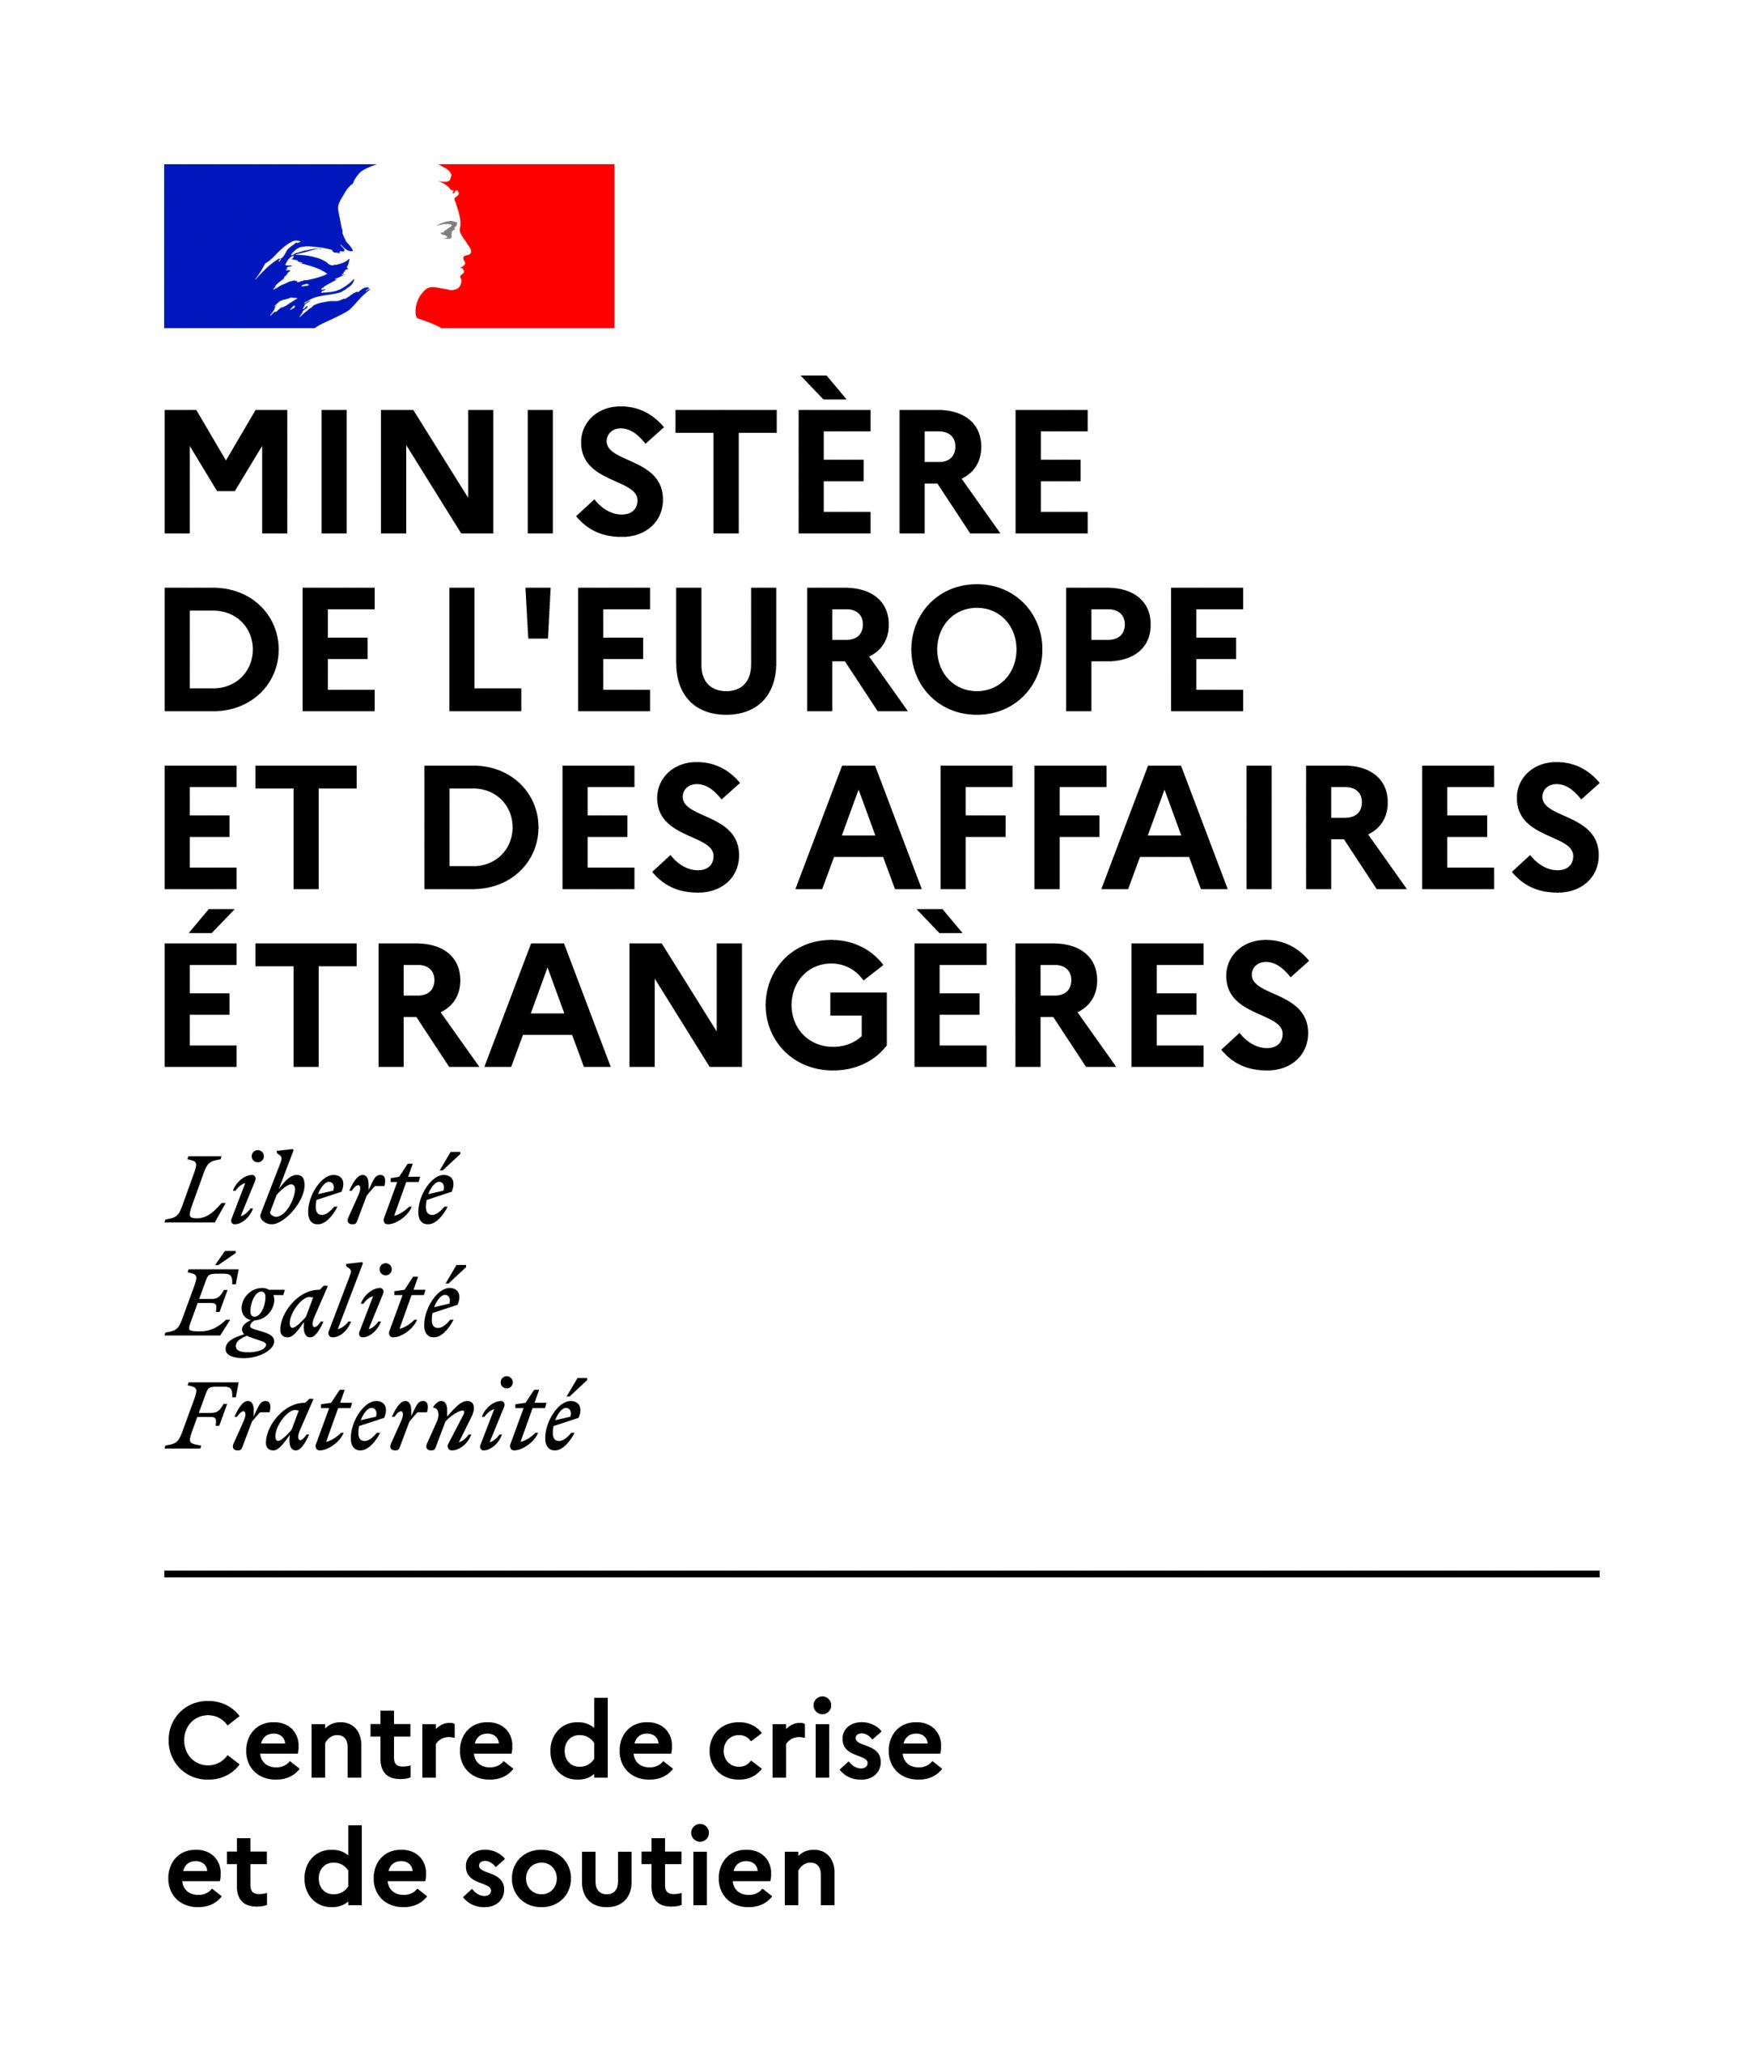 MINISTÈRE
DE L'EUROPE
ET DES AFFAIRES
ÉTRANGÈRES
Liberté
Égalité
Fraternité
Centre de crise
et de soutien